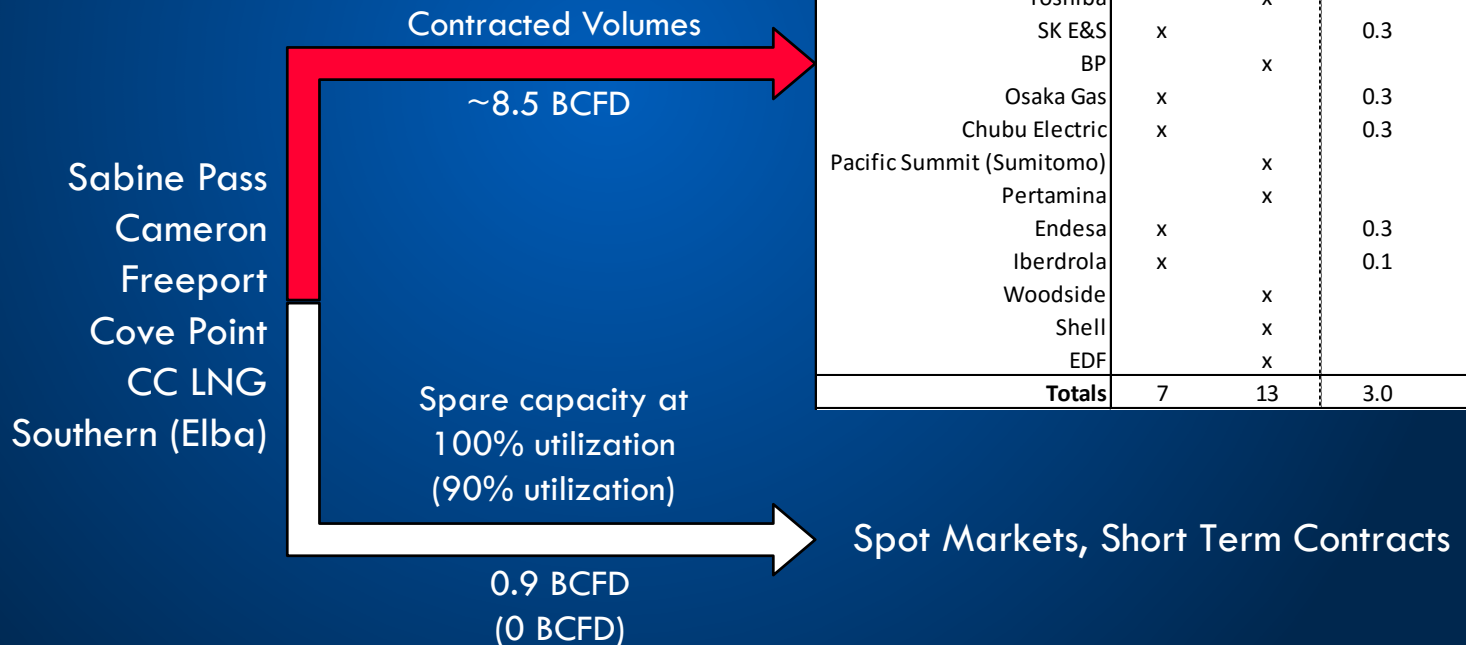 Contracted Volumes
~8.5 BCFD
Sabine Pass
Cameron
Freeport
Cove Point
CC LNG
Southern (Elba)
Spare capacity at
100% utilization
(90% utilization)
0.9 BCFD
(0 BCFD)
x
SK E&S x 0.3
BP x
Osaka Gas x 0.3
Chubu Electric x 0.3
Pacific Summit (Sumitomo) x
Pertamina x
Endesa x 0.3
Iberdrola x 0.1
Woodside x
Shell x
EDF x
Totals 7 13 3.0
Spot Markets, Short Term Contracts